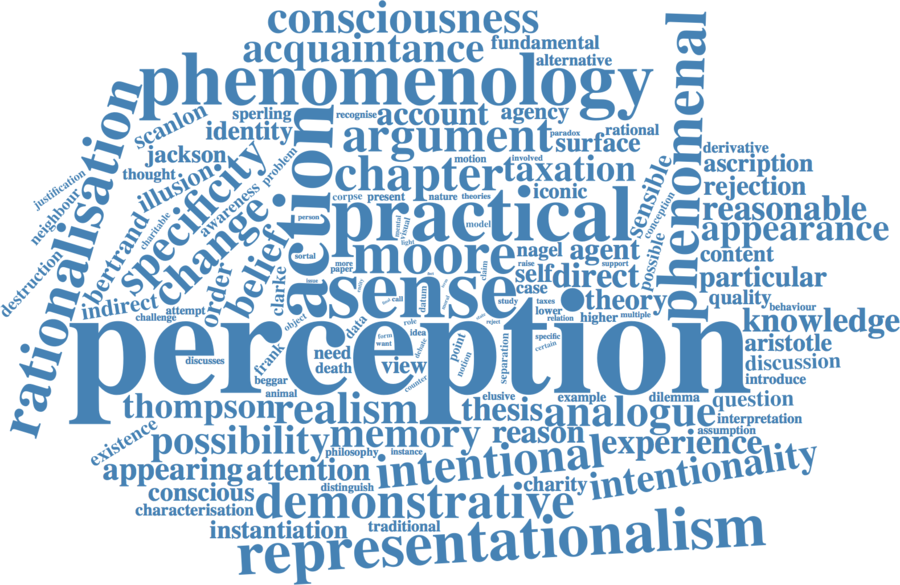 consciousness
acquaintance
fundamental
alternative
phenomenology
phenomenal
sperling
recognise
account
agency
scanlon
identity
argument
paradox
rational
surface
derivative
jackson
problem
motion
involved
ascription
thought
illusion
chapter
taxation
sensible
rejection
justification
neighbour
rationalisation
charitable
awareness
action
corpse
present
nature
theories
iconic
conception
reasonable
specificity
change
person
practical
mental
visual
light
model
appearance
bertrand
belief
sortal
moore
claim
nagel
agent
possible
content
destruction
order
clarke
more
paper
raise
support
self
direct
particular
indirect
sense
datum
call
study
case
theory
quality
attempt
challenge
object
data
role
idea
reject
taxes
lower
relation
higher
multiple
behaviour
knowledge
perception
form
want
debate
point
notion
separation
specific
certain
aristotle
discusses
frank
need
death
view
counter
discussion
beggar
animal
introduce
elusive
example
dilemma
question
thompson
realism
thesis
analogue
interpretation
assumption
existence
possibility
memory
reason
experience
philosophy
instance
appearing
attention
intentional
intentionality
distinguish
charity
conscious
characterisation
demonstrative
instantiation
traditional
representationalism